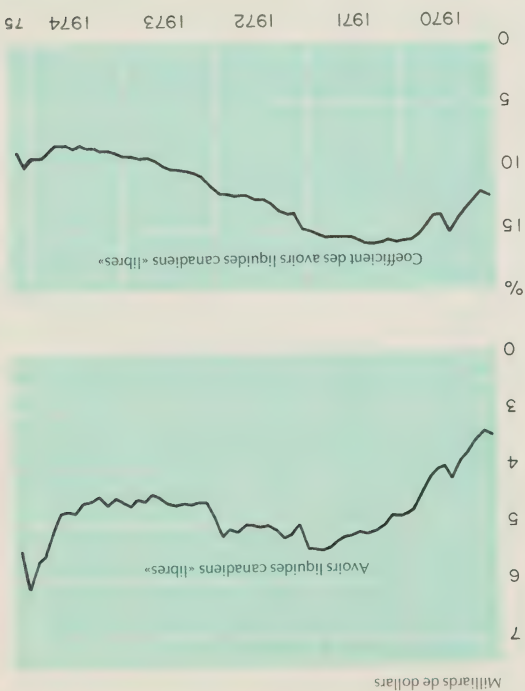 Milliards de dollars
7
6
Avoirs liquides canadiens «libres»
5
4
3
0
%
Coefficient des avoirs liquides canadiens «libres»
15
10
5
0
1970 1971 1972 1973 1974 75